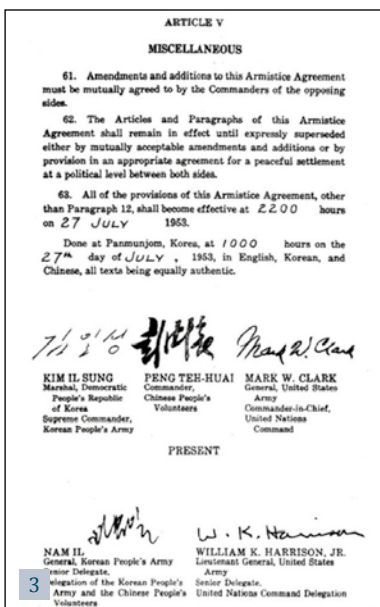 ARTICLE V
MISCELLANEOUS
61. Amendments and additions to this Armistice Agreement
must be mutually agreed to by the Commanders of the opposing
sides.
62. The Articles and Paragraphs of this Armistice
Agreement shall remain in effect until expressly superseded
either by mutually acceptable amendments and additions or by
provision in an appropriate agreement for a peaceful settlement
at a political level between both sides.
63. All of the provisions of this Armistice Agreement, other
than Paragraph 12, shall become effective at 2200 hours
on 27 JULY 1953.
Done at Panmunjom, Korea, at 1000 hours on the
27th day of JULY , 1953, in English, Korean, and
Chinese, all texts being equally authentic.
김일성 彭德懷 Mark W. Clark
KIM IL SUNG PENG TEH-HUAI MARK W. CLARK
Marshal, Democratic Commander, General, United States
People's Republic Chinese People's Army
of Korea Volunteers Commander-in-Chief,
Supreme Commander, United Nations
Korean People's Army Command
PRESENT
W. K. Harrison
NAM IL WILLIAM K. HARRISON, JR.
General, Korean People's Army Lieutenant General, United States
Senior Delegate, Army
Delegation of the Korean People's Senior Delegate,
Army and the Chinese People's United Nations Command Delegation
Volunteers
3